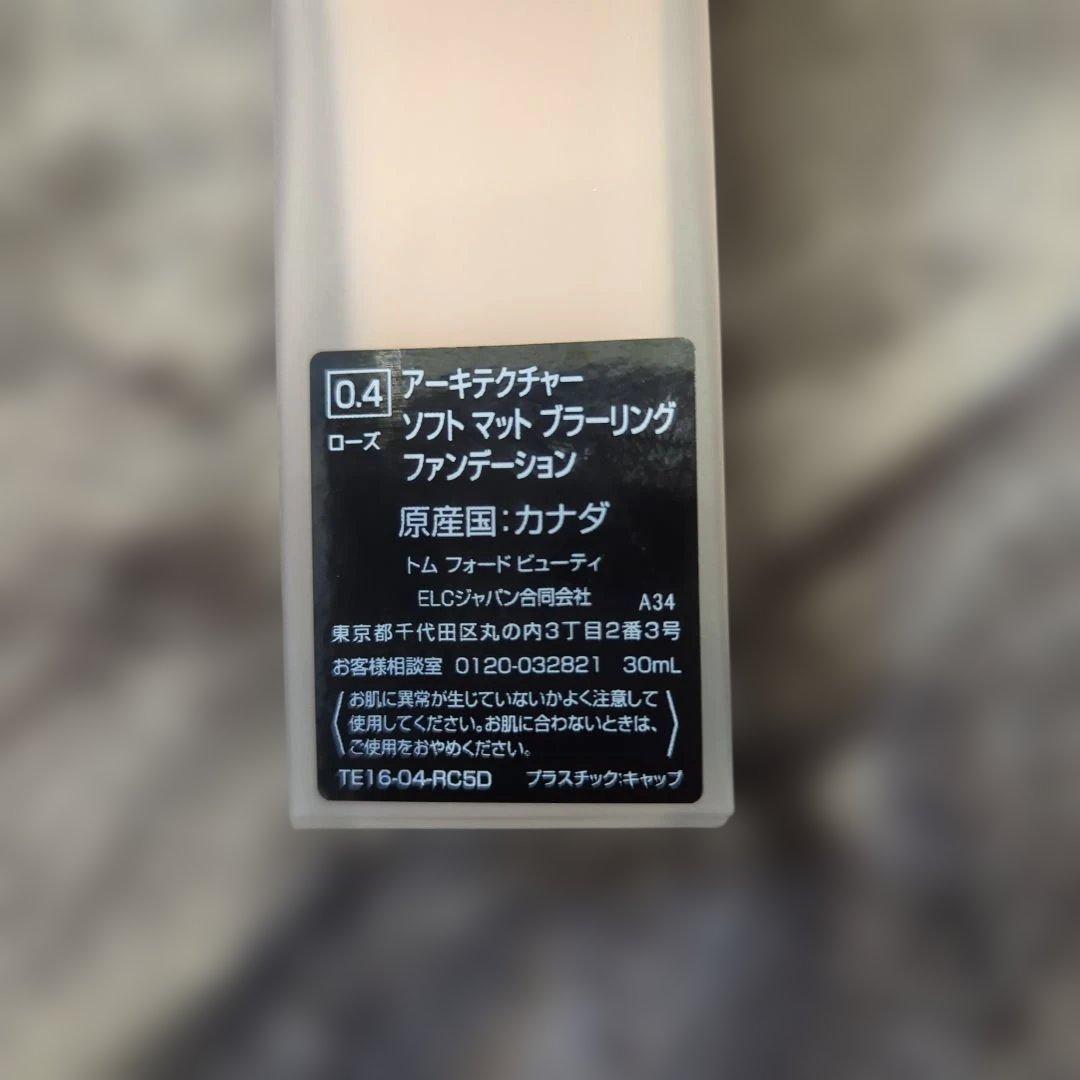 0.4
ローズ
アーキテクチャー
ソフト マット ブラーリング
ファンデーション
原産国:カナダ
トム フォード ビューティ
ELCジャパン合同会社 A34
東京都千代田区丸の内3丁目2番3号
お客様相談室 0120-032821 30mL
お肌に異常が生じていないかよく注意して
使用してください。お肌に合わないときは、
ご使用をおやめください。
TE16-04-RC5D プラスチック:キャップ